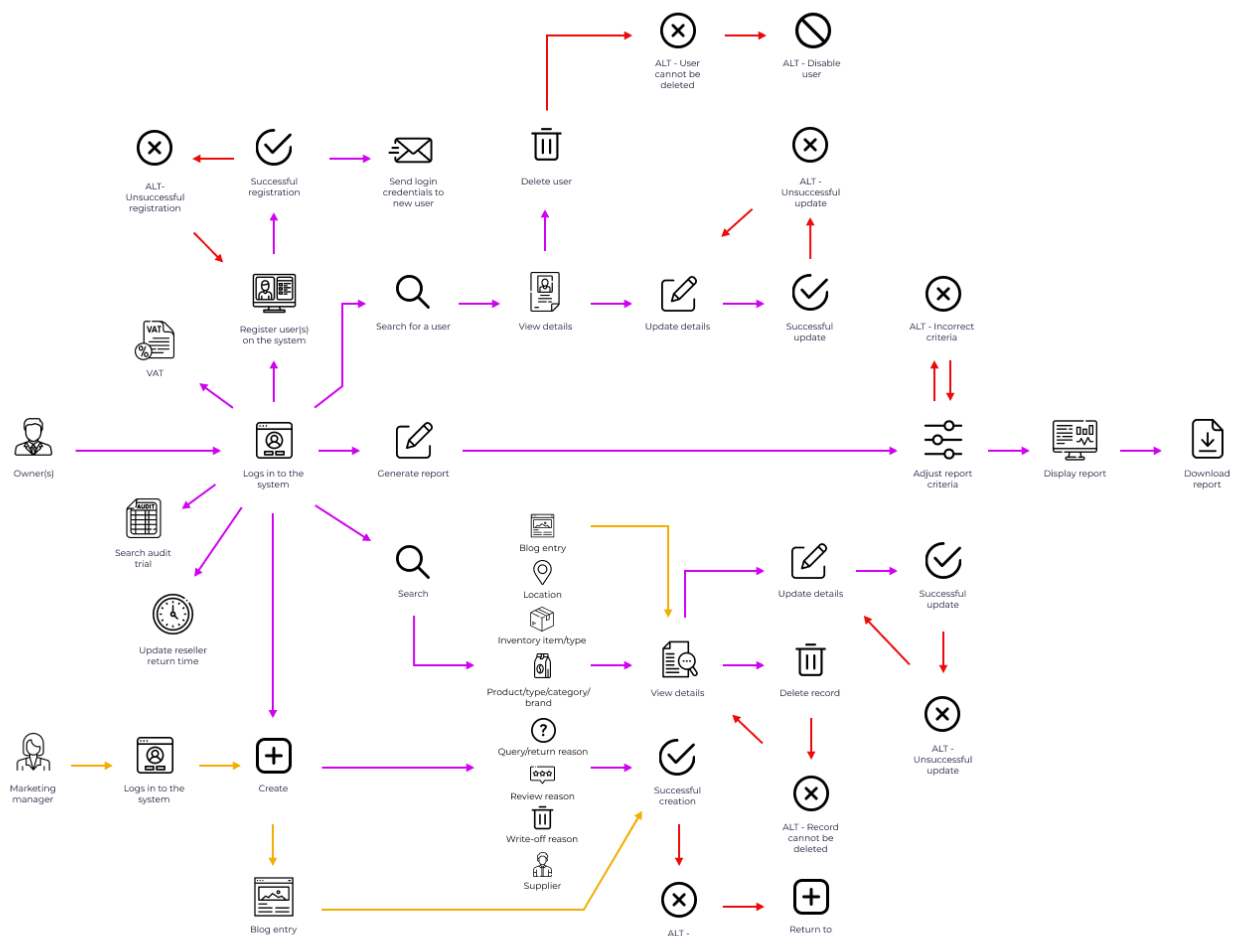 ALT - User
cannot be
deleted
ALT - Disable
user
ALT-
Unsuccessful
registration
Successful
registration
Send login
credentials to
new user
Delete user
ALT -
Unsuccessful
update
VAT
VAT
Register user(s)
on the system
Search for a user
View details
Update details
Successful
update
ALT - Incorrect
criteria
Owner(s)
Logs in to the
system
Generate report
Adjust report
criteria
Display report
Download
report
AUDIT
Search audit
trial
Update reseller
return time
Search
Blog entry
Location
Inventory item/type
Product/type/category/
brand
Query/return reason
Review reason
Write-off reason
Supplier
View details
Update details
Successful
update
Delete record
ALT -
Unsuccessful
update
Marketing
manager
Logs in to the
system
Create
Successful
creation
ALT - Record
cannot be
deleted
Blog entry
ALT -
Return to